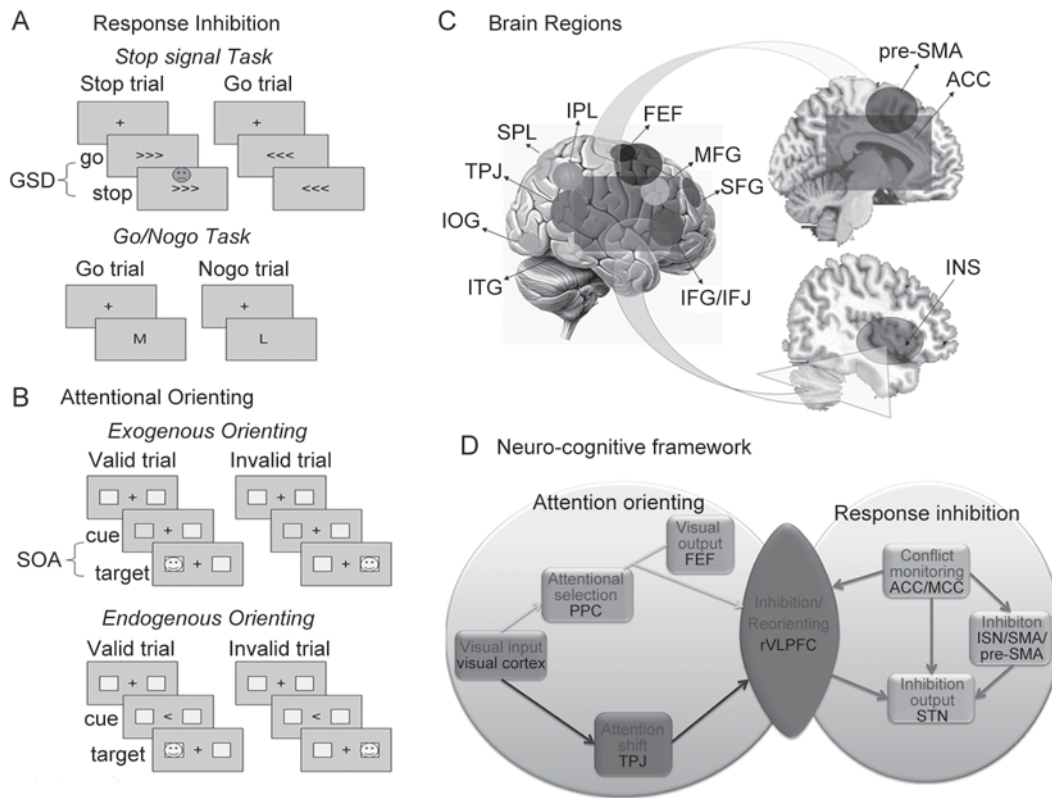 A Response Inhibition
Stop signal Task
Stop trial Go trial
+ +
go >>> <<<
GSD
stop >>> <<<
Go/Nogo Task
Go trial Nogo trial
+ +
M L
B Attentional Orienting
Exogenous Orienting
Valid trial Invalid trial
+ +
cue + +
SOA
target + +
Endogenous Orienting
Valid trial Invalid trial
+ +
cue < <
target + +
C Brain Regions
pre-SMA
ACC
IPL FEF
SPL
MFG
TPJ
SFG
IOG
ITG
IFG/IFJ
INS
D Neuro-cognitive framework
Attention orienting
Response inhibition
Visual
output
FEF
Attentional
selection
PPC
Visual input
visual cortex
Attention
shift
TPJ
Inhibition/
Reorienting
rVLPFC
Conflict
monitoring
ACC/MCC
Inhibiton
ISN/SMA/
pre-SMA
Inhibition
output
STN